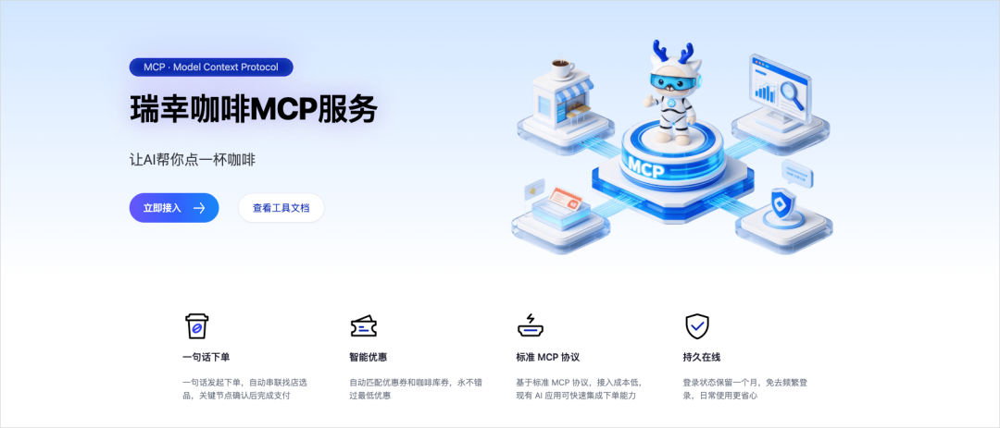 MCP · Model Context Protocol
瑞幸咖啡MCP服务
让AI帮你点一杯咖啡
立即接入
查看工具文档
MCP
一句话下单
一句话发起下单，自动串联找店选
品，关键节点确认后完成支付
智能优惠
自动匹配优惠券和咖啡库券，永不错
过最低优惠
标准 MCP 协议
基于标准 MCP 协议，接入成本低，
现有 AI 应用可快速集成下单能力
持久在线
登录状态保留一个月，免去频繁登
录，日常使用更省心